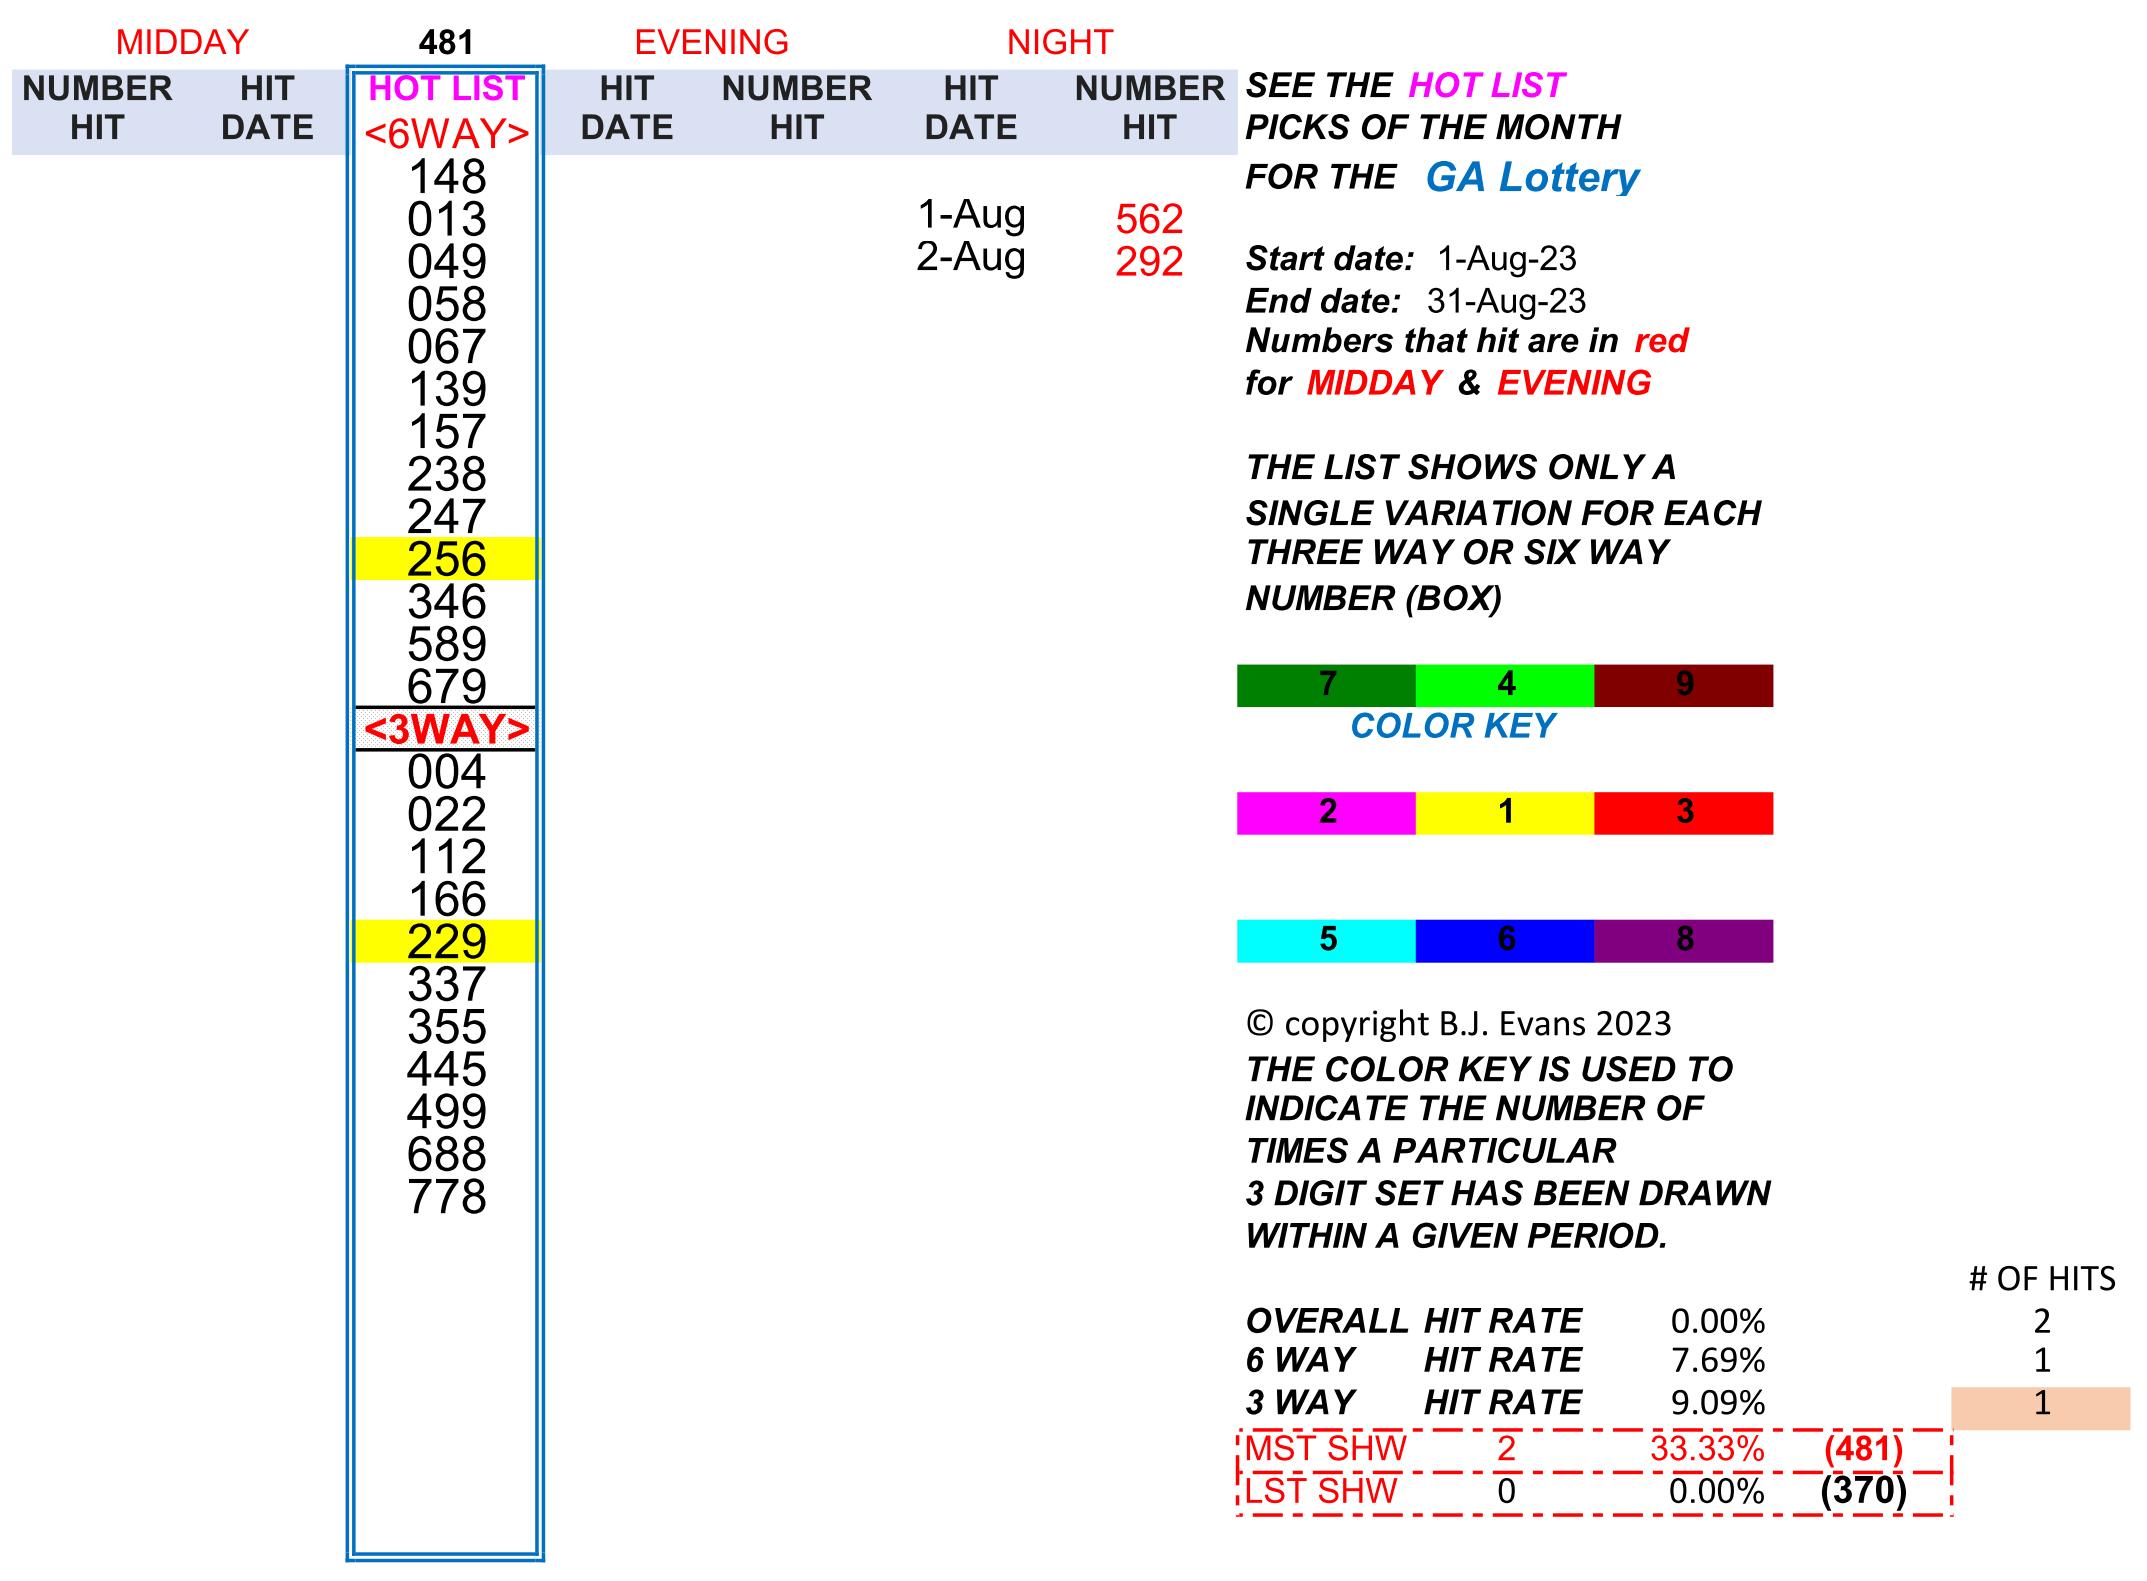 MIDDAY 481 EVENING NIGHT
NUMBER HIT HOT LIST HIT NUMBER HIT NUMBER SEE THE HOT LIST
HIT DATE <6WAY> DATE HIT DATE HIT PICKS OF THE MONTH
148 FOR THE GA Lottery
013 1-Aug 562
049 2-Aug 292 Start date: 1-Aug-23
058 End date: 31-Aug-23
067 Numbers that hit are in red
139 for MIDDAY & EVENING
157
238 THE LIST SHOWS ONLY A
247 SINGLE VARIATION FOR EACH
256 THREE WAY OR SIX WAY
346 NUMBER (BOX)
589
679 7 4 9
<3WAY> COLOR KEY
004
022 2 1 3
112
166
229 5 6 8
337
355 © copyright B.J. Evans 2023
445 THE COLOR KEY IS USED TO
499 INDICATE THE NUMBER OF
688 TIMES A PARTICULAR
778 3 DIGIT SET HAS BEEN DRAWN
WITHIN A GIVEN PERIOD.
# OF HITS
OVERALL HIT RATE 0.00% 2
6 WAY HIT RATE 7.69% 1
3 WAY HIT RATE 9.09% 1
MST SHW 2 33.33% (481)
LST SHW 0 0.00% (370)